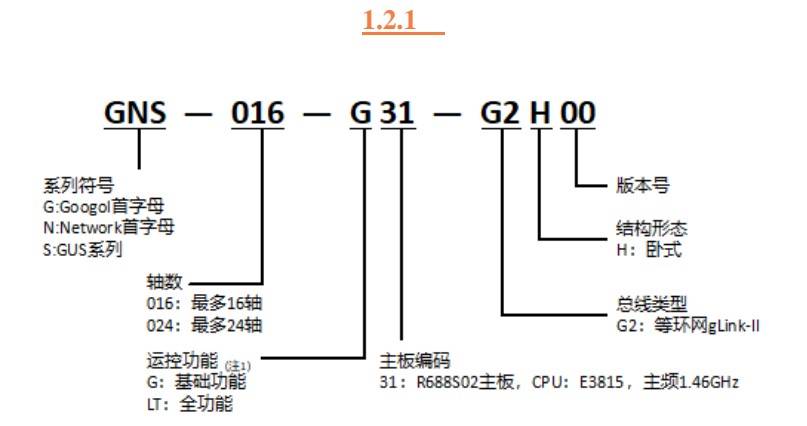 1.2.1
GNS — 016 — G 31 — G2 H 00
系列符号
G:Googol首字母
N:Network首字母
S:GUS系列
版本号
结构形态
H：卧式
轴数
016：最多16轴
024：最多24轴
总线类型
G2：等环网gLink-II
运控功能 (注1)
G：基础功能
LT：全功能
主板编码
31：R688S02主板，CPU：E3815，主频1.46GHz